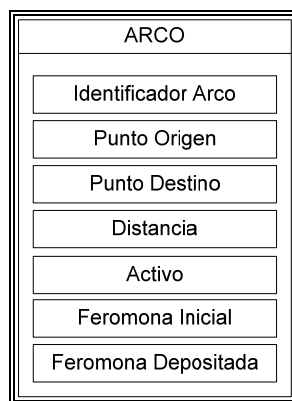 ARCO
Identificador Arco
Punto Origen
Punto Destino
Distancia
Activo
Feromona Inicial
Feromona Depositada